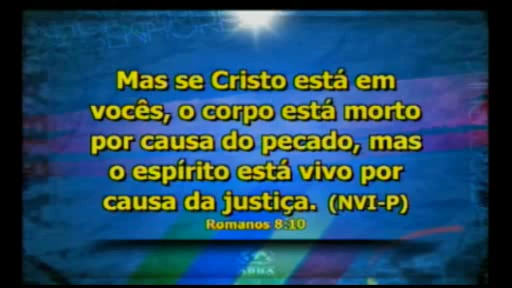 Mas se Cristo está em
vocês, o corpo está morto
por causa do pecado, mas
o espírito está vivo por
causa da justiça. (NVI-P)
Romanos 8:10